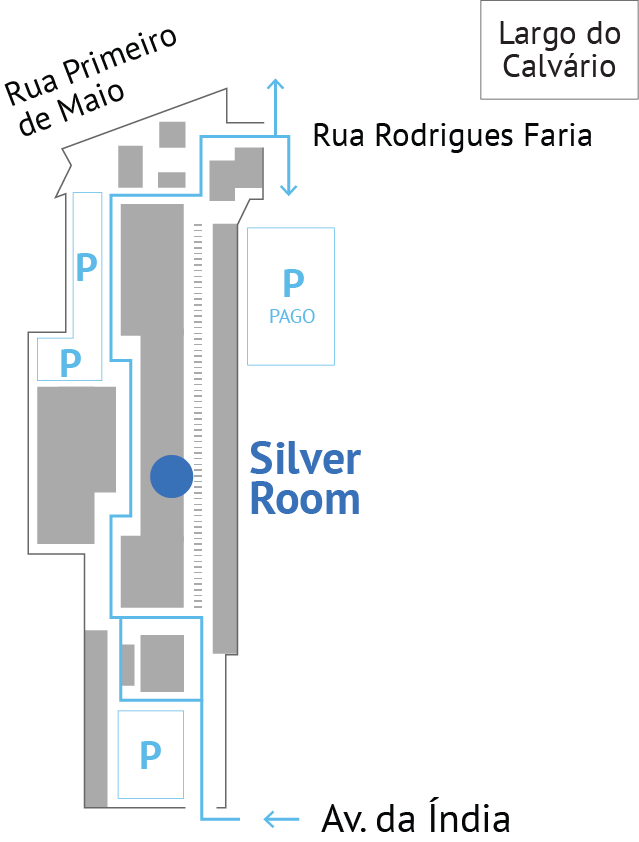 Largo do
Calvário
Rua Primeiro
de Maio
Rua Rodrigues Faria
P
P
PAGO
P
Silver
Room
P
Av. da Índia